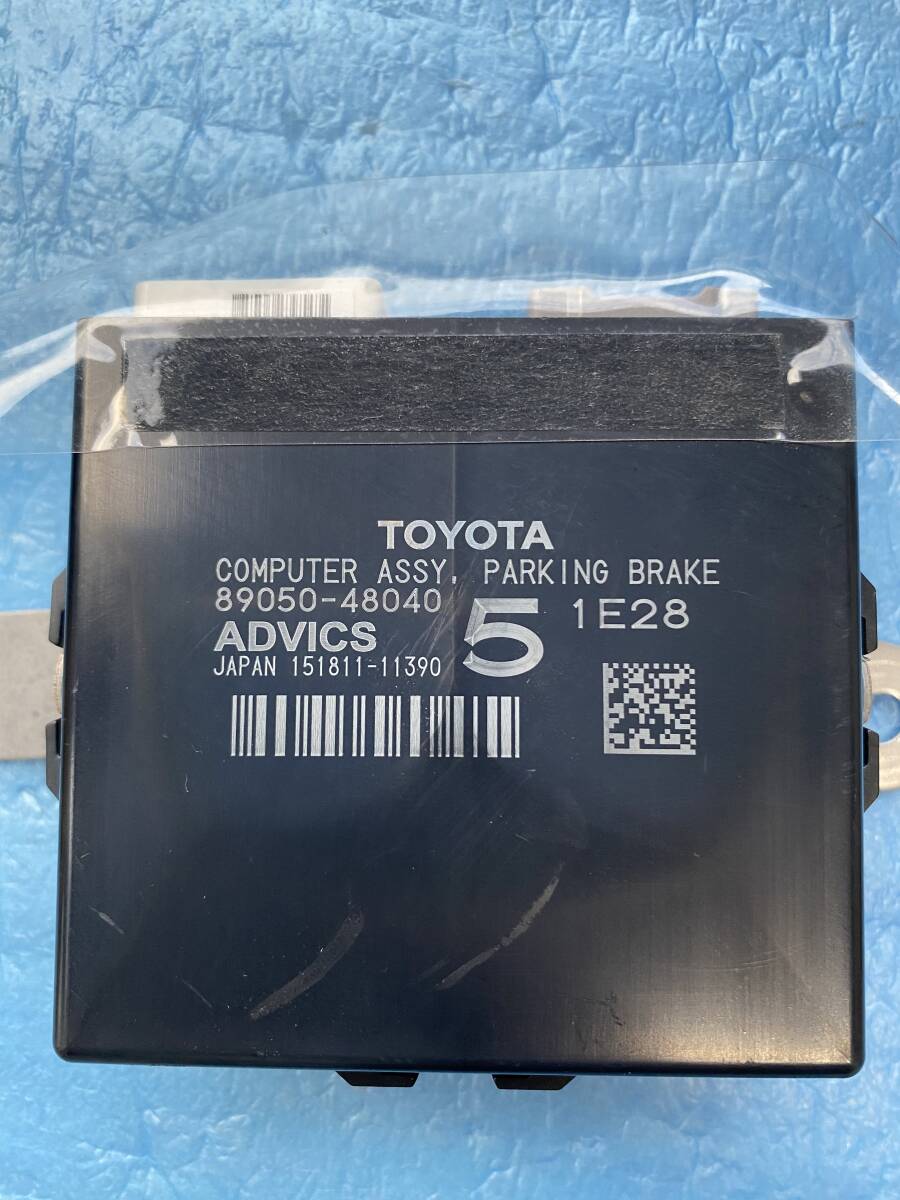 TOYOTA
COMPUTER ASSY, PARKING BRAKE
89050-48040
5
1E28
ADVICS
JAPAN 151811-11390